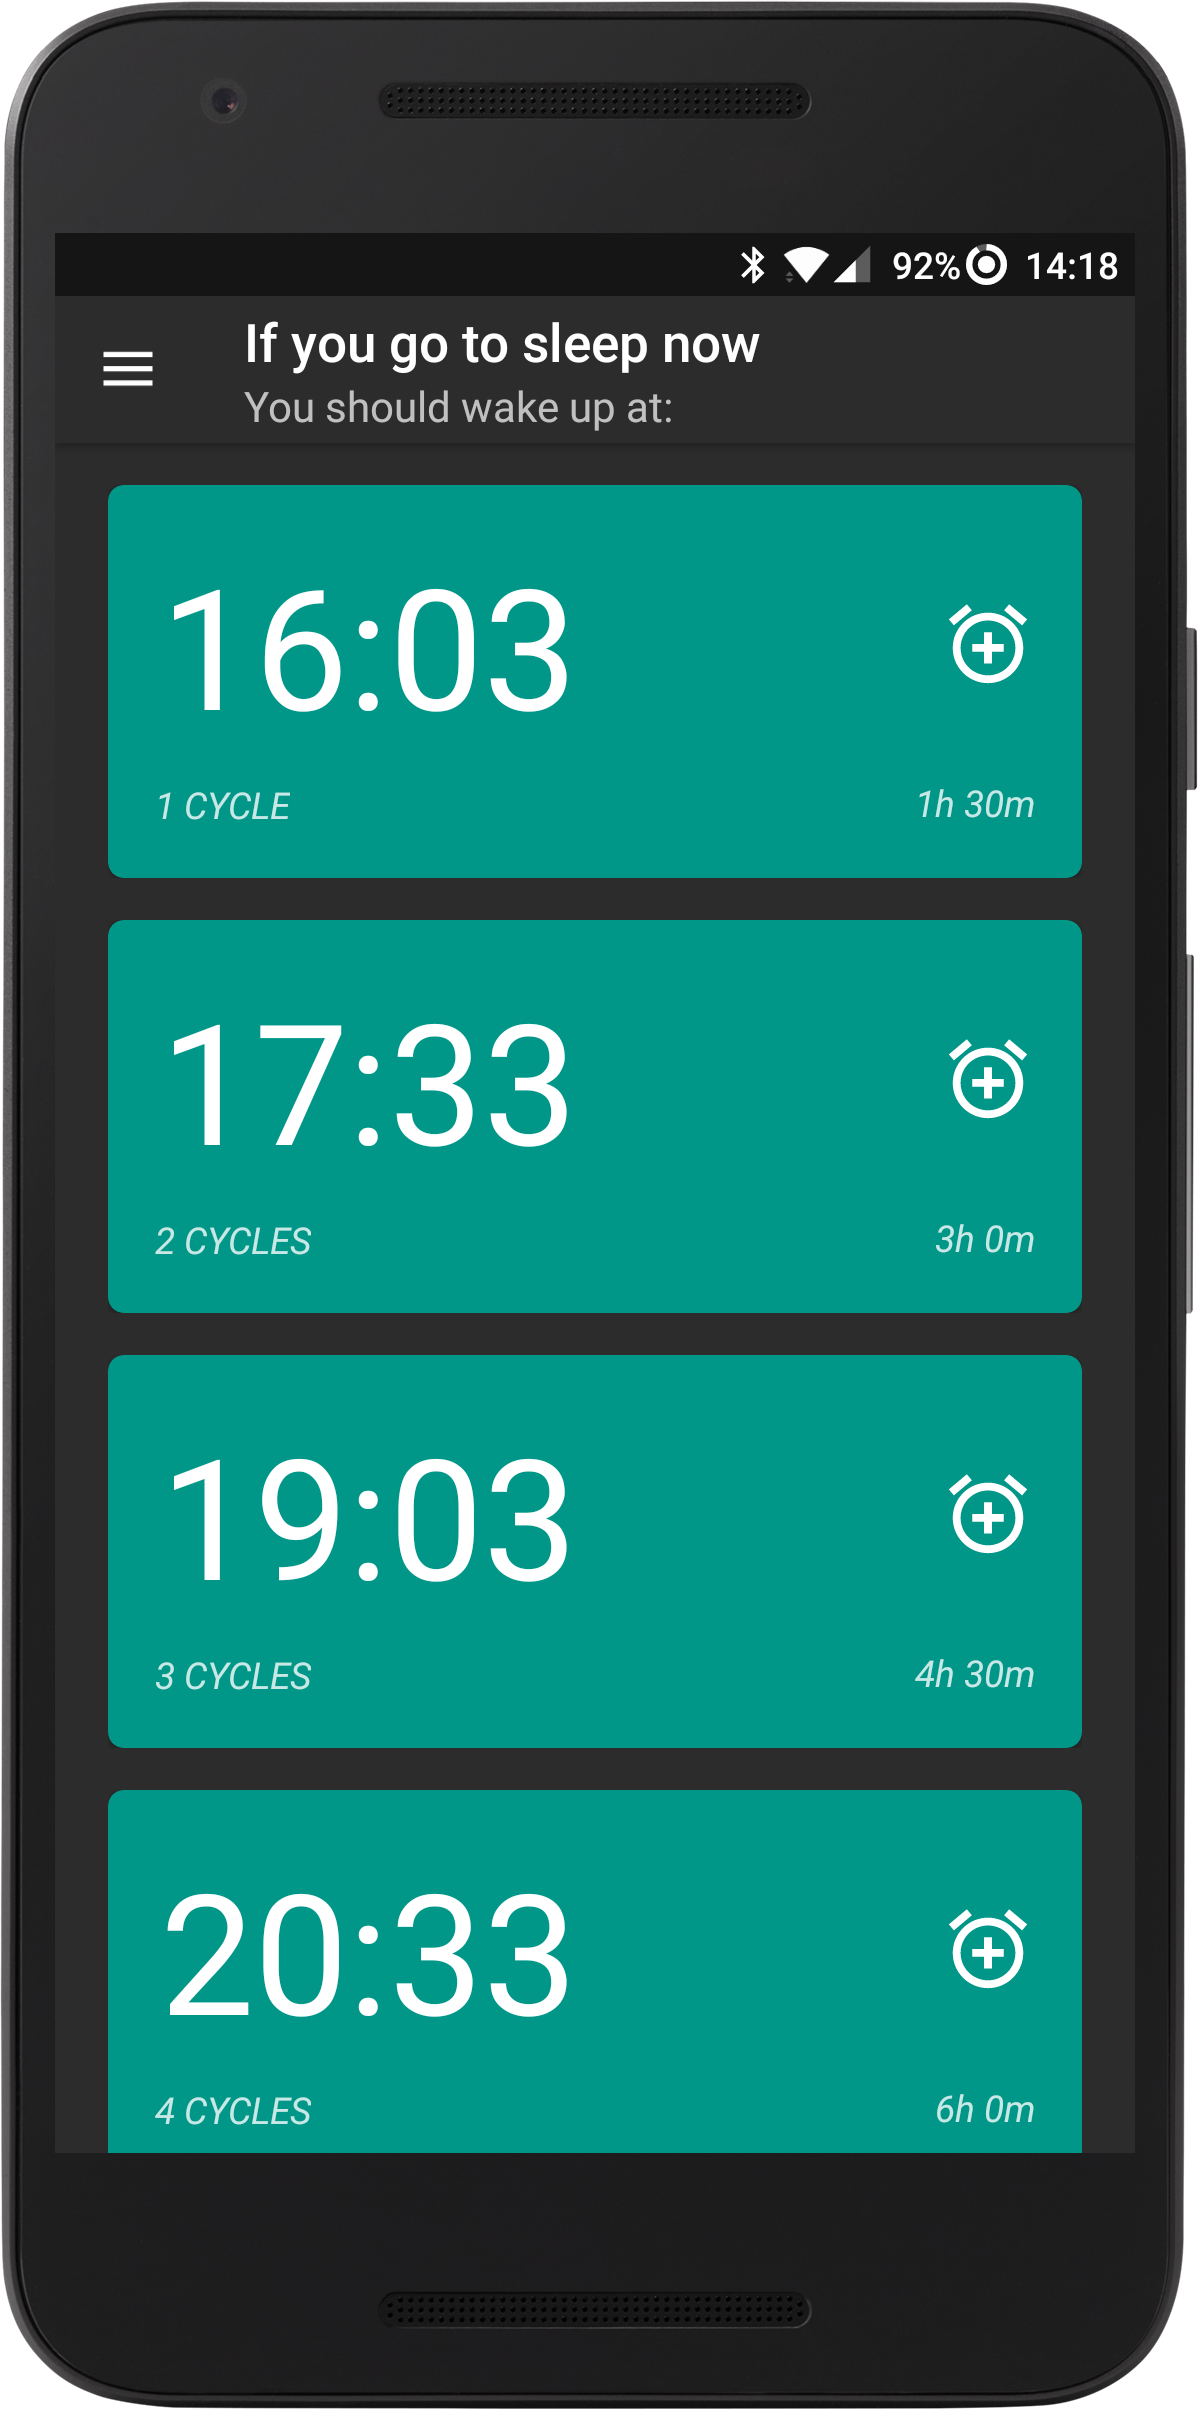 92% 14:18
If you go to sleep now
You should wake up at:
16:03
1 CYCLE 1h 30m
17:33
2 CYCLES 3h 0m
19:03
3 CYCLES 4h 30m
20:33
4 CYCLES 6h 0m